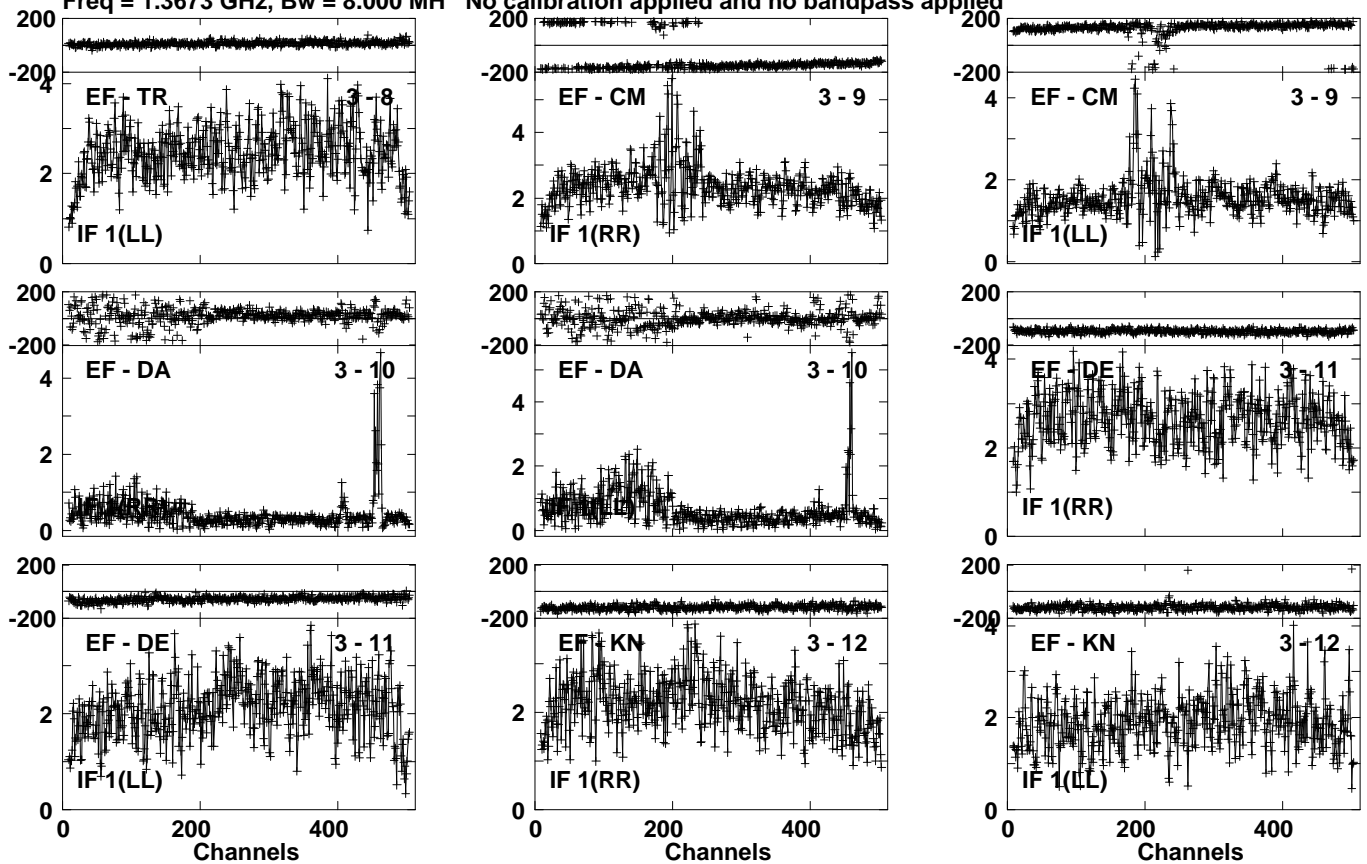 Freq = 1.3673 GHz, Bw = 8.000 MH No calibration applied and no bandpass applied
200 200 200
-200 -200 -200
4 EF - TR 3 - 8 EF - CM 3 - 9 4 EF - CM 3 - 9
4
2 2 2
IF 1(LL) IF 1(RR) IF 1(LL)
0 0 0
200 200 200
-200 -200 -200
EF - DA 3 - 10 EF - DA 3 - 10 4 EF - DE 3 - 11
4 4
2 2 2
IF 1(RR)
0 0 0
200 200 200
-200 -200 -200
EF - DE 3 - 11 EF - KN 3 - 12 4 EF - KN 3 - 12
2 2 2
IF 1(LL) IF 1(RR) IF 1(LL)
0 0 0
0 200 400 0 200 400 0 200 400
Channels Channels Channels